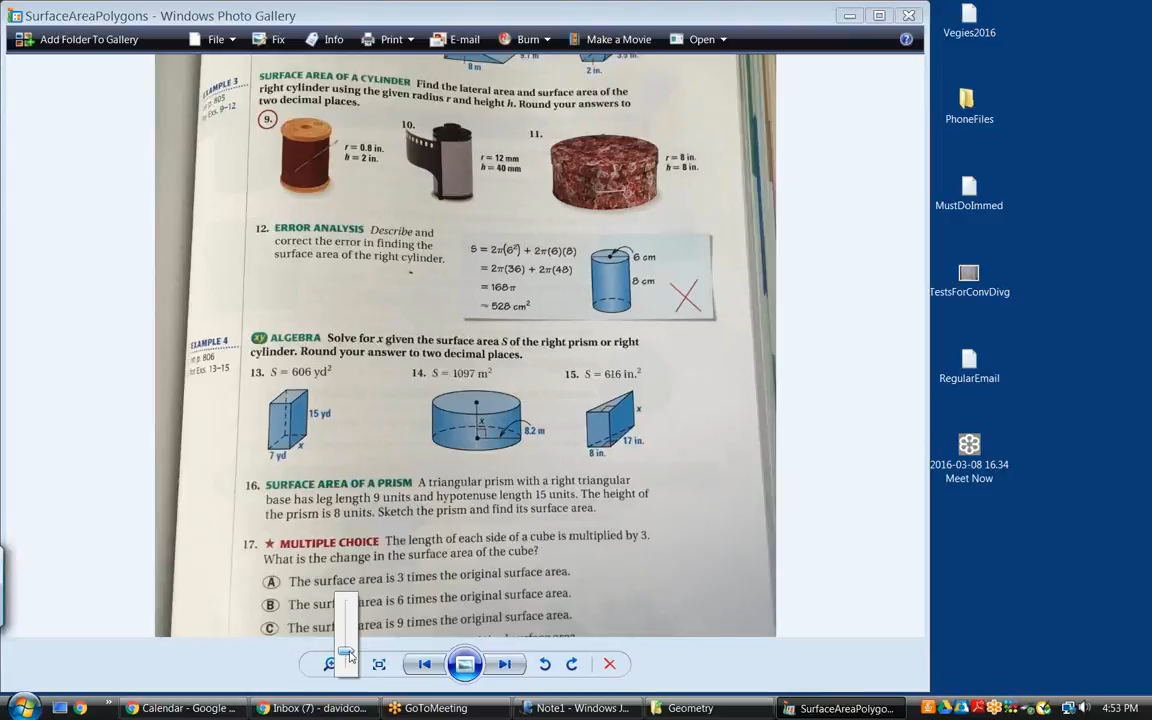 SurfaceAreaPolygons - Windows Photo Gallery
Add Folder To Gallery File Fix Info Print E-mail Burn Make a Movie Open
8 m
9.1 m
2 in.
EXAMPLE 3
on p. 805
for Exs. 9–12
SURFACE AREA OF A CYLINDER Find the lateral area and surface area of the
right cylinder using the given radius r and height h. Round your answers to
two decimal places.
9.
r = 0.8 in.
h = 2 in.
10.
r = 12 mm
h = 40 mm
11.
r = 8 in.
h = 8 in.
12. ERROR ANALYSIS Describe and
correct the error in finding the
surface area of the right cylinder.
S = 2π(6²) + 2π(6)(8)
= 2π(36) + 2π(48)
= 168π
≈ 528 cm²
6 cm
8 cm
EXAMPLE 4
on p. 806
for Exs. 13–15
xy ALGEBRA Solve for x given the surface area S of the right prism or right
cylinder. Round your answer to two decimal places.
13. S = 606 yd²
15 yd
x
7 yd
14. S = 1097 m²
x
8.2 m
15. S = 616 in.²
x
17 in.
8 in.
16. SURFACE AREA OF A PRISM A triangular prism with a right triangular
base has leg length 9 units and hypotenuse length 15 units. The height of
the prism is 8 units. Sketch the prism and find its surface area.
17. ★ MULTIPLE CHOICE The length of each side of a cube is multiplied by 3.
What is the change in the surface area of the cube?
A The surface area is 3 times the original surface area.
B The surf area is 6 times the original surface area.
C The surf area is 9 times the original surface area.
Vegies2016
PhoneFiles
MustDoImmed
TestsForConvDivg
RegularEmail
2016-03-08 16.34
Meet Now
Calendar - Google ... Inbox (7) - davidco... GoToMeeting Note1 - Windows J... Geometry SurfaceAreaPolygo... 4:53 PM